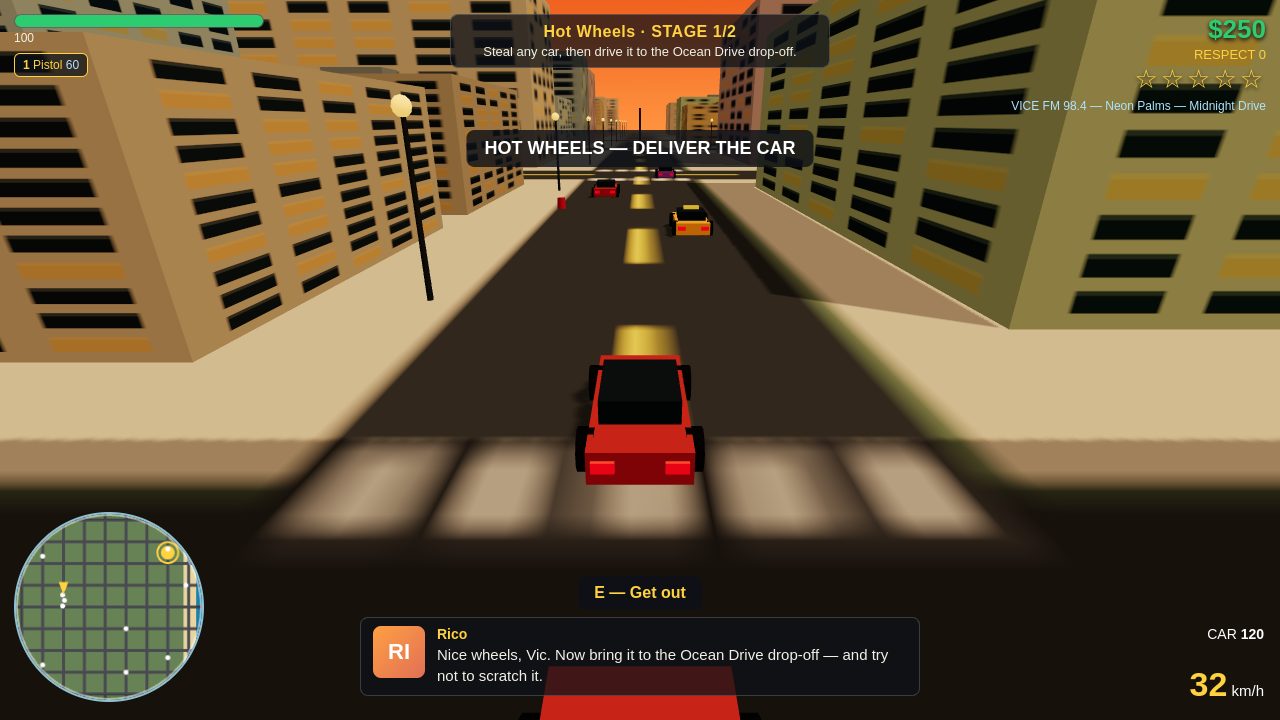 100
1 Pistol 60
Hot Wheels · STAGE 1/2
Steal any car, then drive it to the Ocean Drive drop-off.
$250
RESPECT 0
☆☆☆☆☆
VICE FM 98.4 — Neon Palms — Midnight Drive
HOT WHEELS — DELIVER THE CAR
E — Get out
RI
Rico
Nice wheels, Vic. Now bring it to the Ocean Drive drop-off — and try
not to scratch it.
CAR 120
32 km/h